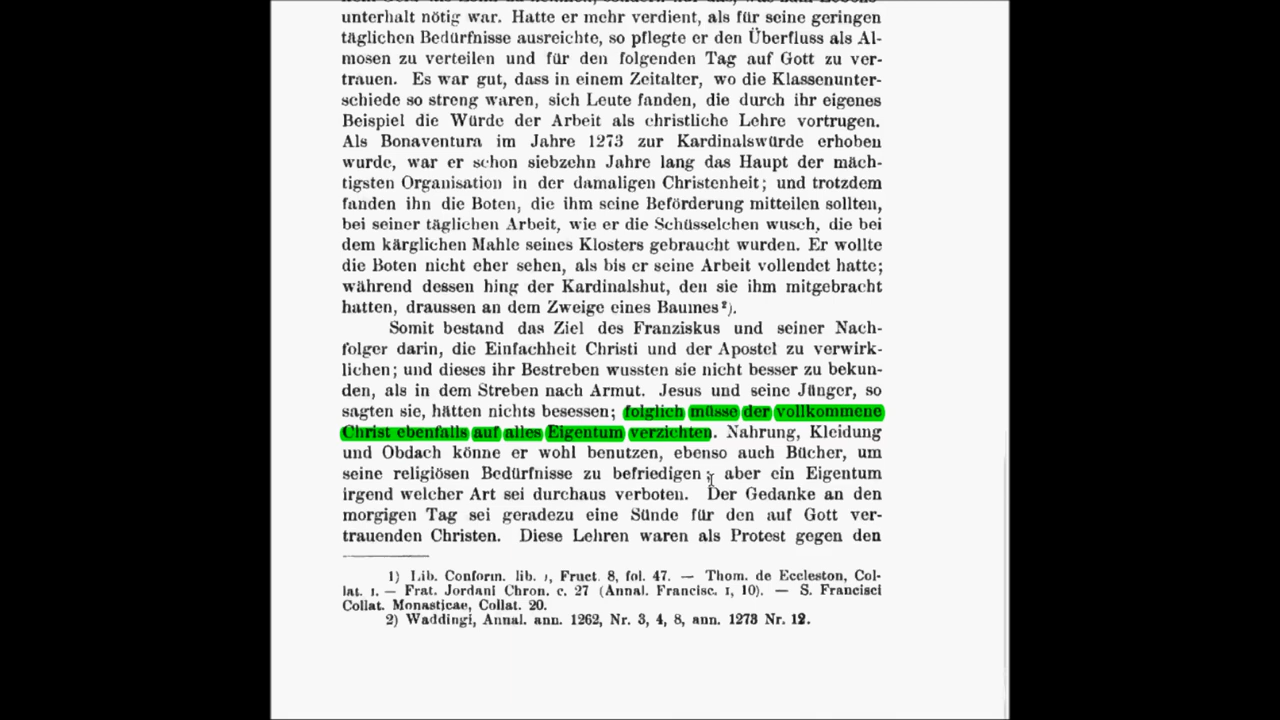 unterhalt nötig war. Hatte er mehr verdient, als für seine geringen
täglichen Bedürfnisse ausreichte, so pflegte er den Überfluss als Al-
mosen zu verteilen und für den folgenden Tag auf Gott zu ver-
trauen. Es war gut, dass in einem Zeitalter, wo die Klassenunter-
schiede so streng waren, sich Leute fanden, die durch ihr eigenes
Beispiel die Würde der Arbeit als christliche Lehre vortrugen.
Als Bonaventura im Jahre 1273 zur Kardinalswürde erhoben
wurde, war er schon siebzehn Jahre lang das Haupt der mäch-
tigsten Organisation in der damaligen Christenheit; und trotzdem
fanden ihn die Boten, die ihm seine Beförderung mitteilen sollten,
bei seiner täglichen Arbeit, wie er die Schüsselchen wusch, die bei
dem kärglichen Mahle seines Klosters gebraucht wurden. Er wollte
die Boten nicht eher sehen, als bis er seine Arbeit vollendet hatte;
während dessen hing der Kardinalshut, den sie ihm mitgebracht
hatten, draussen an dem Zweige eines Baumes²).
Somit bestand das Ziel des Franziskus und seiner Nach-
folger darin, die Einfachheit Christi und der Apostel zu verwirk-
lichen; und dieses ihr Bestreben wussten sie nicht besser zu bekun-
den, als in dem Streben nach Armut. Jesus und seine Jünger, so
sagten sie, hätten nichts besessen; folglich müsse der vollkommene
Christ ebenfalls auf alles Eigentum verzichten. Nahrung, Kleidung
und Obdach könne er wohl benutzen, ebenso auch Bücher, um
seine religiösen Bedürfnisse zu befriedigen; aber ein Eigentum
irgend welcher Art sei durchaus verboten. Der Gedanke an den
morgigen Tag sei geradezu eine Sünde für den auf Gott ver-
trauenden Christen. Diese Lehren waren als Protest gegen den
1) Lib. Conform. lib. ı, Fruct. 8, fol. 47. — Thom. de Eccleston, Col-
lat. ı. — Frat. Jordani Chron. c. 27 (Annal. Francisc. ı, 10). — S. Francisci
Collat. Monasticae, Collat. 20.
2) Waddingi, Annal. ann. 1262, Nr. 3, 4, 8, ann. 1273 Nr. 12.